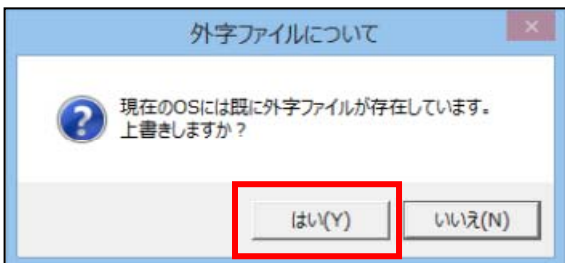 外字ファイルについて
現在のOSには既に外字ファイルが存在しています。
上書きしますか？
はい(Y)
いいえ(N)